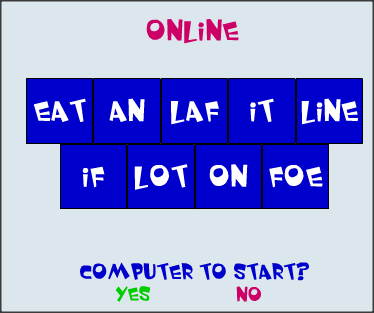 ONLiNE
EAT AN LAF iT LiNE
iF LOT ON FOE
COMPUTER TO START?
YES NO